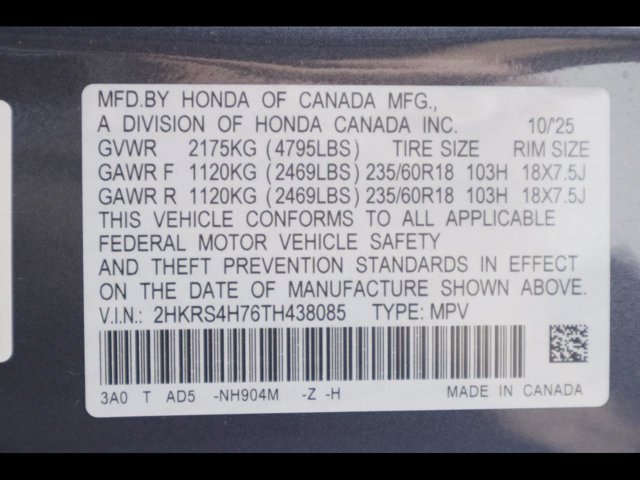 MFD.BY HONDA OF CANADA MFG.,
A DIVISION OF HONDA CANADA INC. 10/'25
GVWR 2175KG (4795LBS) TIRE SIZE RIM SIZE
GAWR F 1120KG (2469LBS) 235/60R18 103H 18X7.5J
GAWR R 1120KG (2469LBS) 235/60R18 103H 18X7.5J
THIS VEHICLE CONFORMS TO ALL APPLICABLE
FEDERAL MOTOR VEHICLE SAFETY
AND THEFT PREVENTION STANDARDS IN EFFECT
ON THE DATE OF MANUFACTURE SHOWN ABOVE.
V.I.N.: 2HKRS4H76TH438085 TYPE: MPV
3A0 T AD5 -NH904M -Z -H MADE IN CANADA